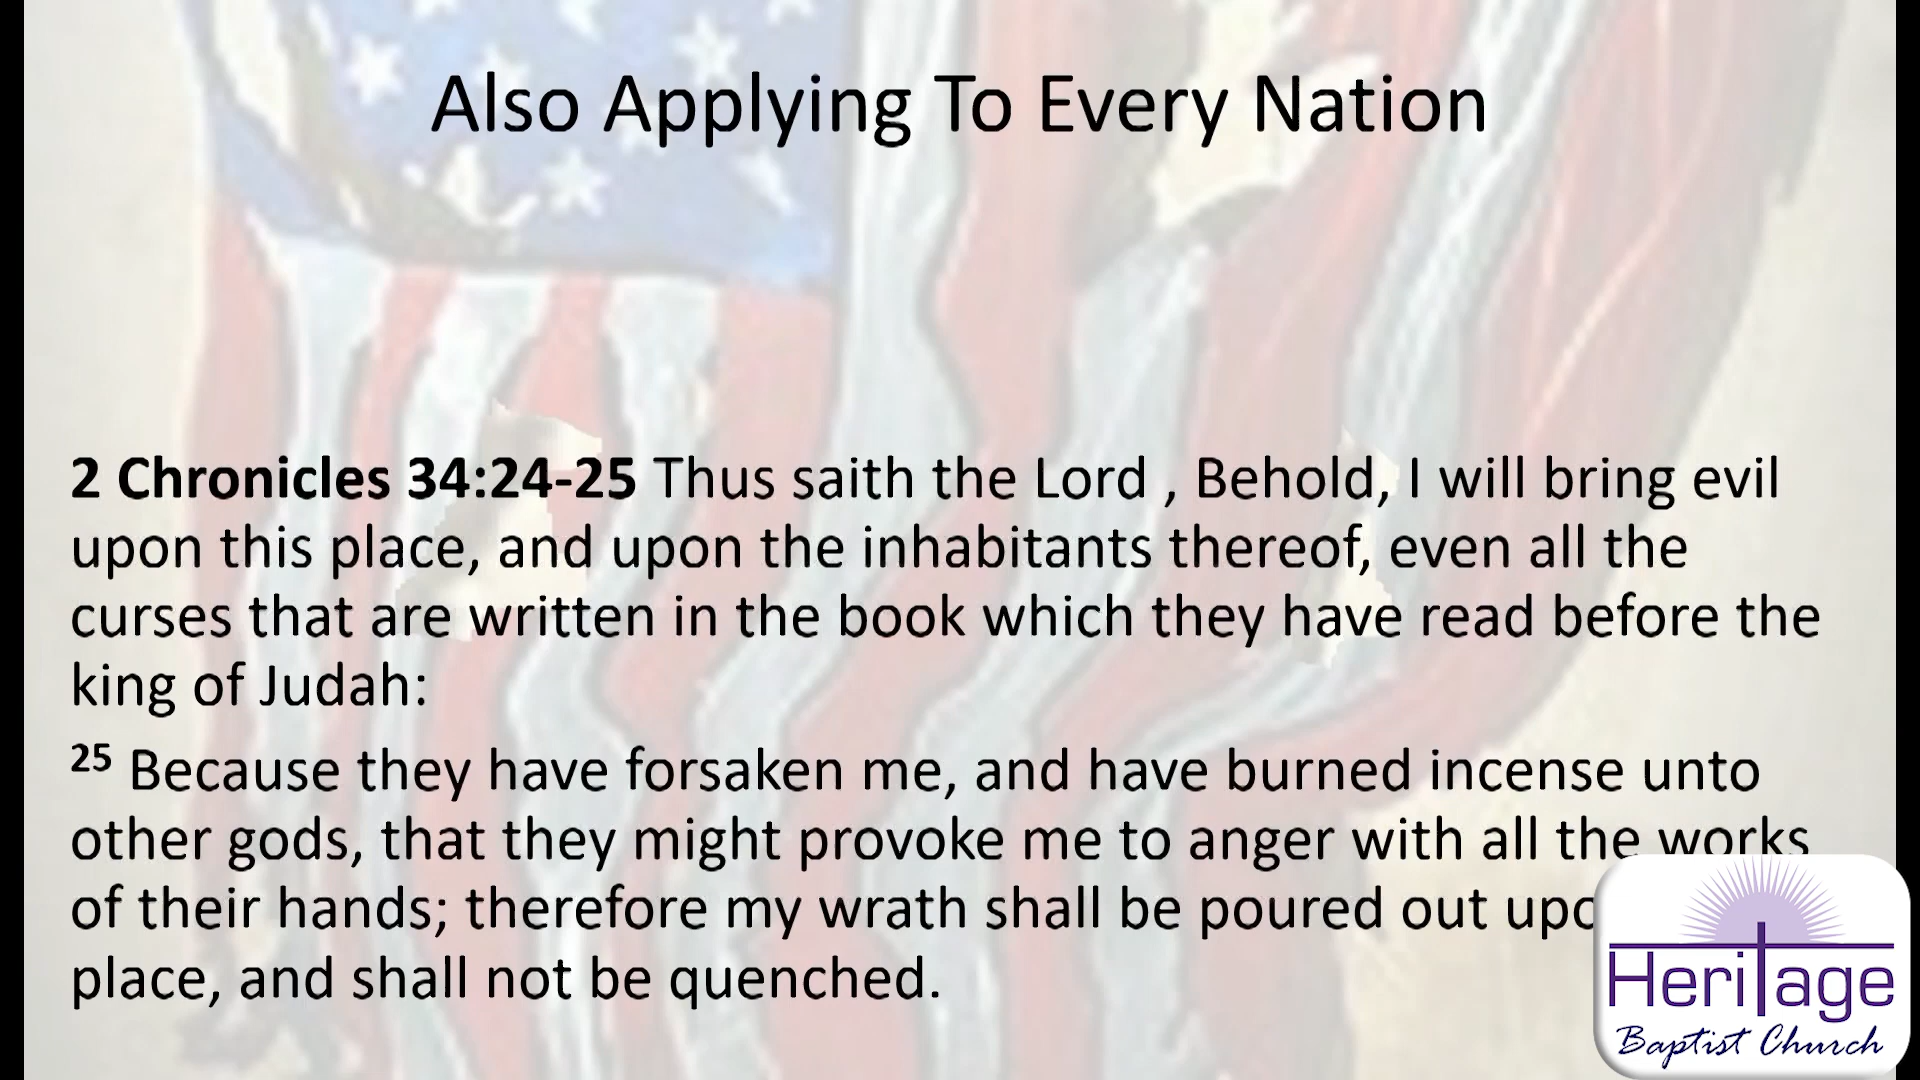 Also Applying To Every Nation
2 Chronicles 34:24-25 Thus saith the Lord , Behold, I will bring evil
upon this place, and upon the inhabitants thereof, even all the
curses that are written in the book which they have read before the
king of Judah:
25 Because they have forsaken me, and have burned incense unto
other gods, that they might provoke me to anger with all the works
of their hands; therefore my wrath shall be poured out
place, and shall not be quenched.
Heritage
Baptist Church